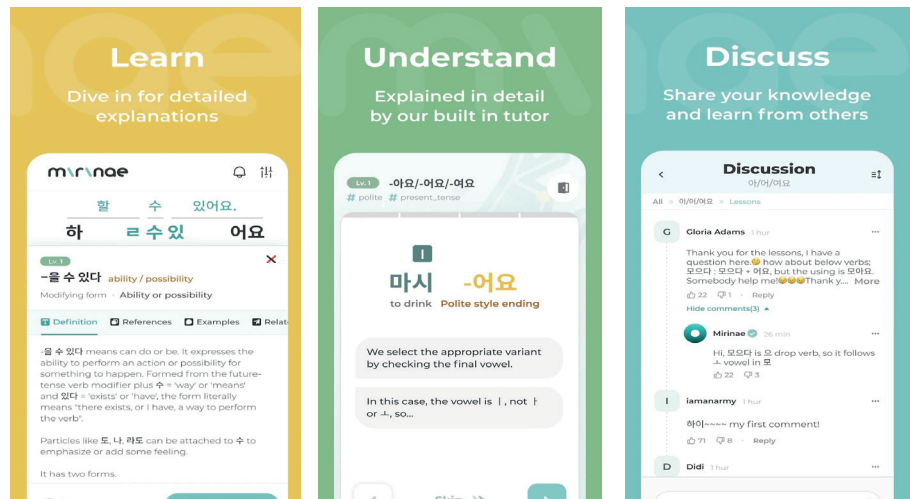 Learn
Dive in for detailed
explanations
mirinae
할 수 있어요.
하 ㄹ 수 있 어요
Lv. 1
-을 수 있다 ability / possibility
Modifying form · Ability or possibility
Definition References Examples Relat
-을 수 있다 means can do or be. It expresses the
ability to perform an action or possibility for
something to happen. Formed from the future-
tense verb modifier plus 수 = 'way' or 'means'
and 있다 = 'exists' or 'have', the form literally
means "there exists, or I have, a way to perform
the verb".
Particles like 도, 나, 라도 can be attached to 수 to
emphasize or add some feeling.
It has two forms.
Understand
Explained in detail
by our built in tutor
Lv. 1 -아요/-어요/-여요
# polite # present_tense
마시 -어요
to drink Polite style ending
We select the appropriate variant
by checking the final vowel.
In this case, the vowel is ㅣ, not ㅏ
or ㅗ, so...
Skip
Discuss
Share your knowledge
and learn from others
Discussion
아/어/여요
All » 아/어/여요 » Lessons
G Gloria Adams 1 hur
Thank you for the lessons, I have a
question here.😀 how about below verbs;
모으다 : 모으다 + 어요, but the using is 모아요.
Somebody help me!😂😂😂Thank y.... More
22 1 · Reply
Hide comments(3)
Mirinae 26 min
Hi, 모으다 is 으 drop verb, so it follows
ㅗ vowel in 모
22 3
I iamanarmy 1 hur
하이~~~~ my first comment!
71 8 · Reply
D Didi 1 hur